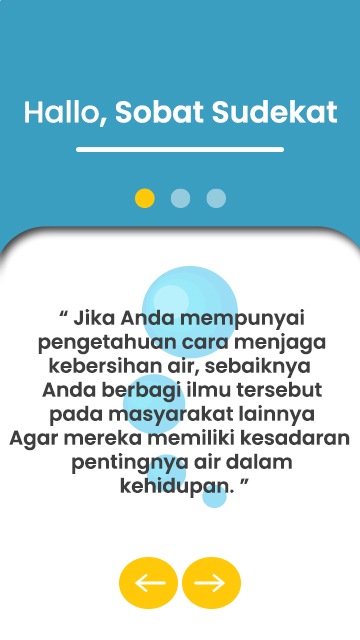 Hallo, Sobat Sudekat
“ Jika Anda mempunyai
pengetahuan cara menjaga
kebersihan air, sebaiknya
Anda berbagi ilmu tersebut
pada masyarakat lainnya
Agar mereka memiliki kesadaran
pentingnya air dalam
kehidupan. ”